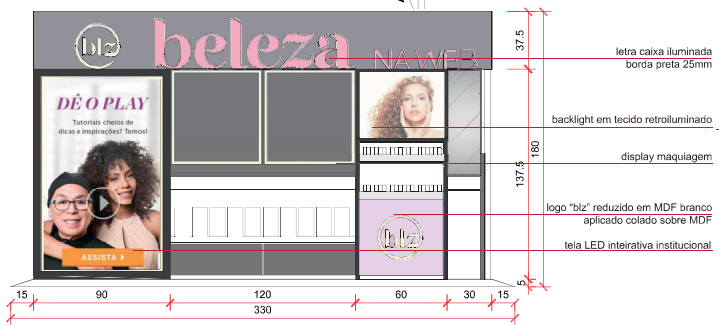 blz beleza NA WEB
DÊ O PLAY
Tutoriais cheios de
dicas e inspirações? Temos!
ASSISTA
blz
letra caixa iluminada
borda preta 25mm
backlight em tecido retroiluminado
display maquiagem
logo “blz” reduzido em MDF branco
aplicado colado sobre MDF
tela LED inteirativa institucional
37.5
180
137.5
5
15 90 120 60 30 15
330